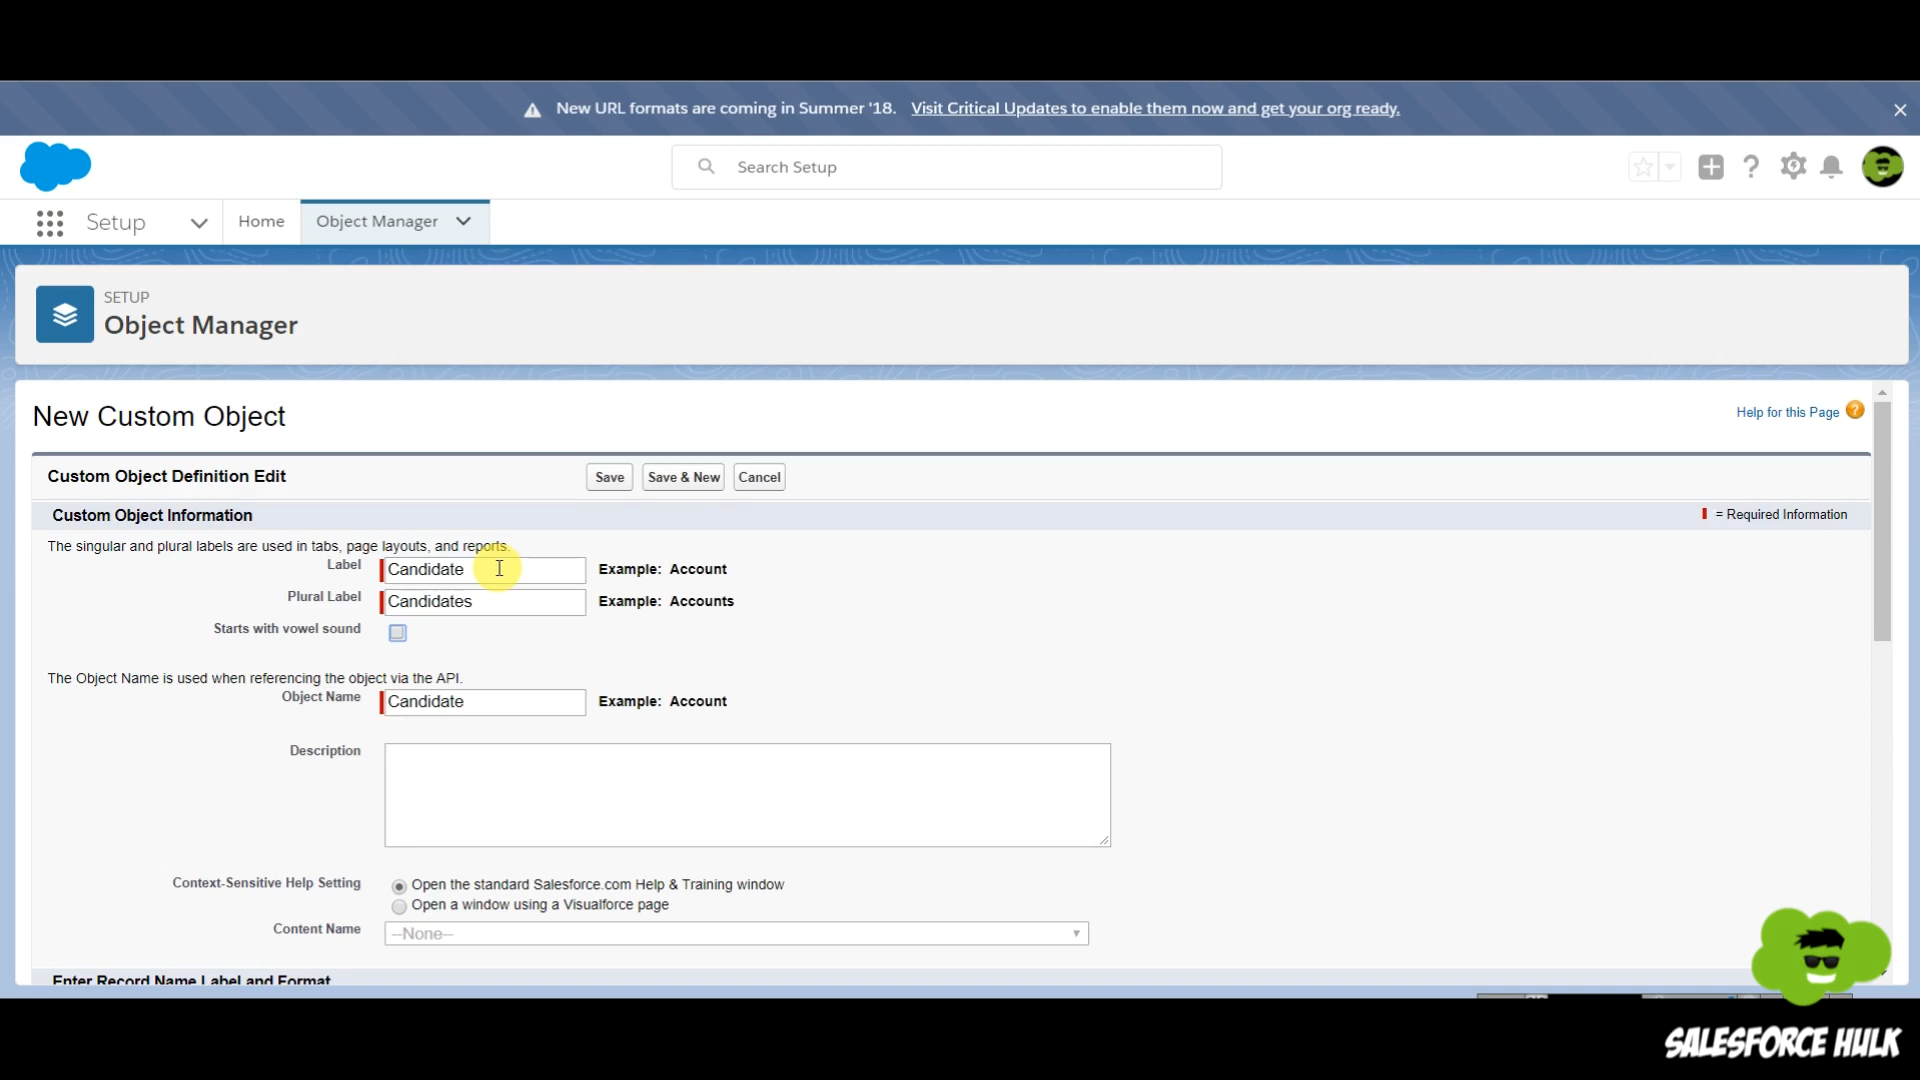 New URL formats are coming in Summer '18. Visit Critical Updates to enable them now and get your org ready.
Search Setup
Setup Home Object Manager
SETUP
Object Manager
New Custom Object
Help for this Page
Custom Object Definition Edit Save Save & New Cancel
Custom Object Information = Required Information
The singular and plural labels are used in tabs, page layouts, and reports.
Label Candidate Example: Account
Plural Label Candidates Example: Accounts
Starts with vowel sound
The Object Name is used when referencing the object via the API.
Object Name Candidate Example: Account
Description
Context-Sensitive Help Setting Open the standard Salesforce.com Help & Training window
Open a window using a Visualforce page
Content Name --None--
Enter Record Name Label and Format
SALESFORCE HULK